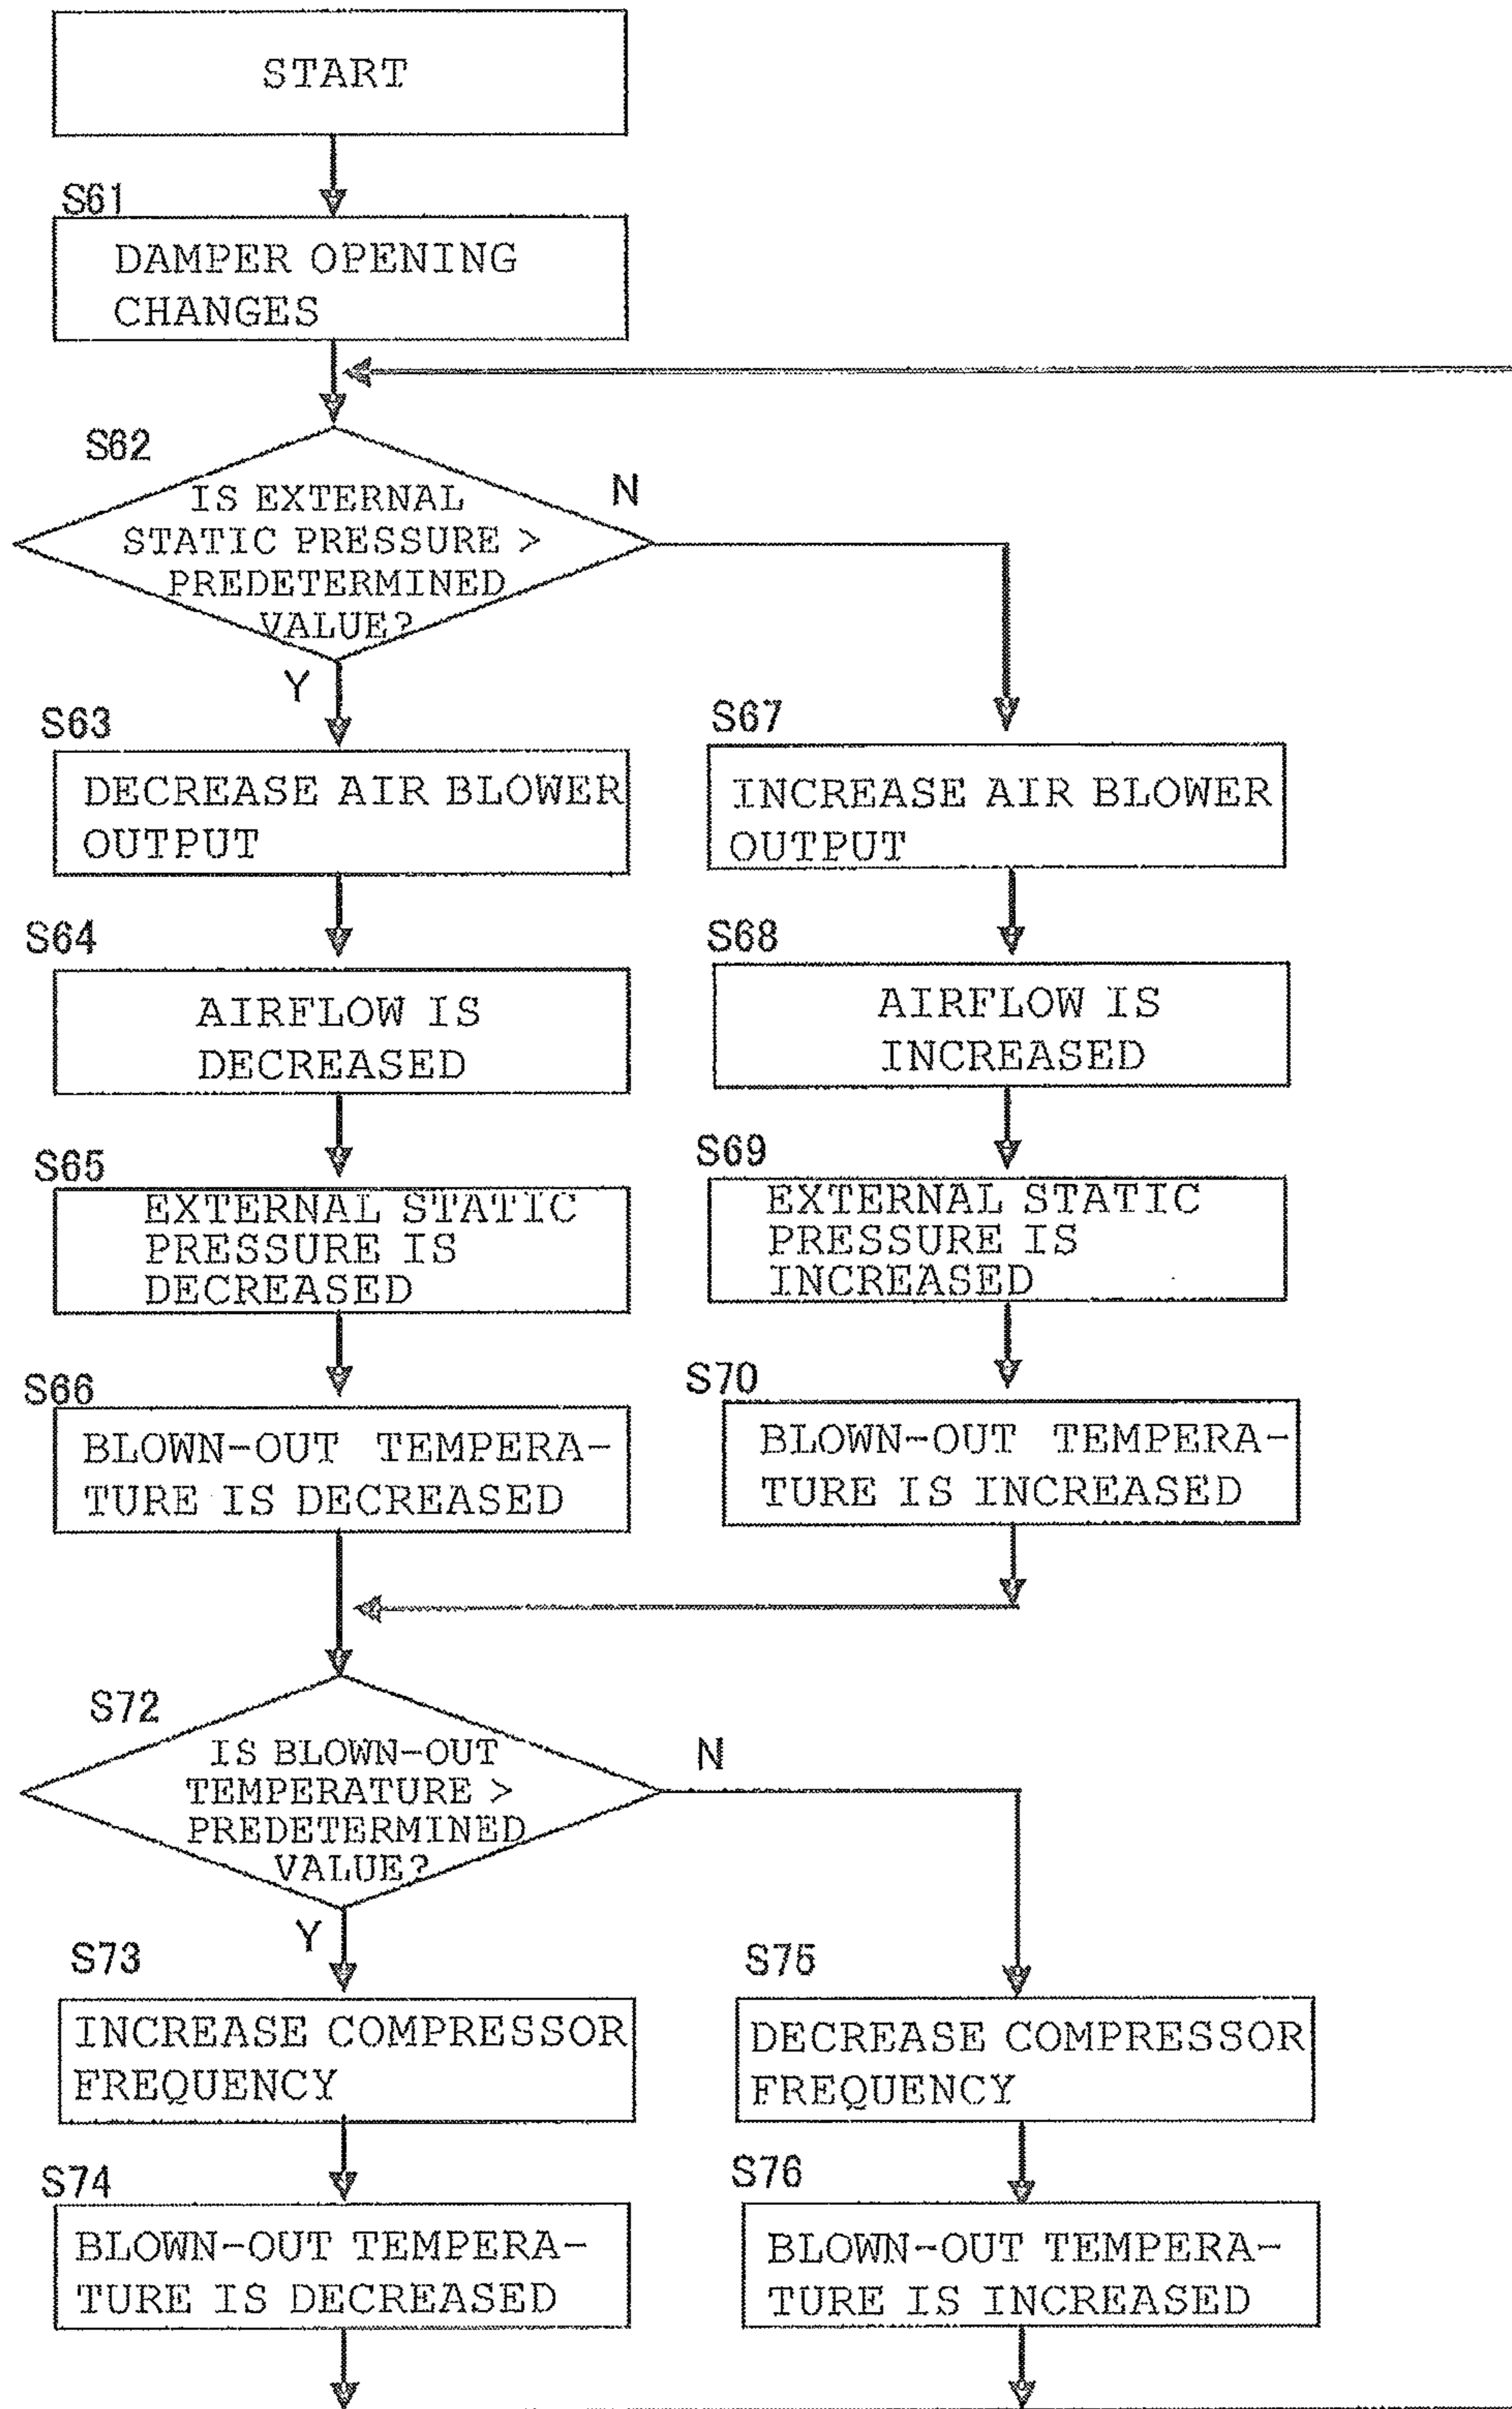 START
S61
DAMPER OPENING
CHANGES
S62
IS EXTERNAL
STATIC PRESSURE >
PREDETERMINED
VALUE?
N
Y
S63
DECREASE AIR BLOWER
OUTPUT
S67
INCREASE AIR BLOWER
OUTPUT
S64
AIRFLOW IS
DECREASED
S68
AIRFLOW IS
INCREASED
S65
EXTERNAL STATIC
PRESSURE IS
DECREASED
S69
EXTERNAL STATIC
PRESSURE IS
INCREASED
S66
BLOWN-OUT TEMPERA-
TURE IS DECREASED
S70
BLOWN-OUT TEMPERA-
TURE IS INCREASED
S72
IS BLOWN-OUT
TEMPERATURE >
PREDETERMINED
VALUE?
N
Y
S73
INCREASE COMPRESSOR
FREQUENCY
S75
DECREASE COMPRESSOR
FREQUENCY
S74
BLOWN-OUT TEMPERA-
TURE IS DECREASED
S76
BLOWN-OUT TEMPERA-
TURE IS INCREASED